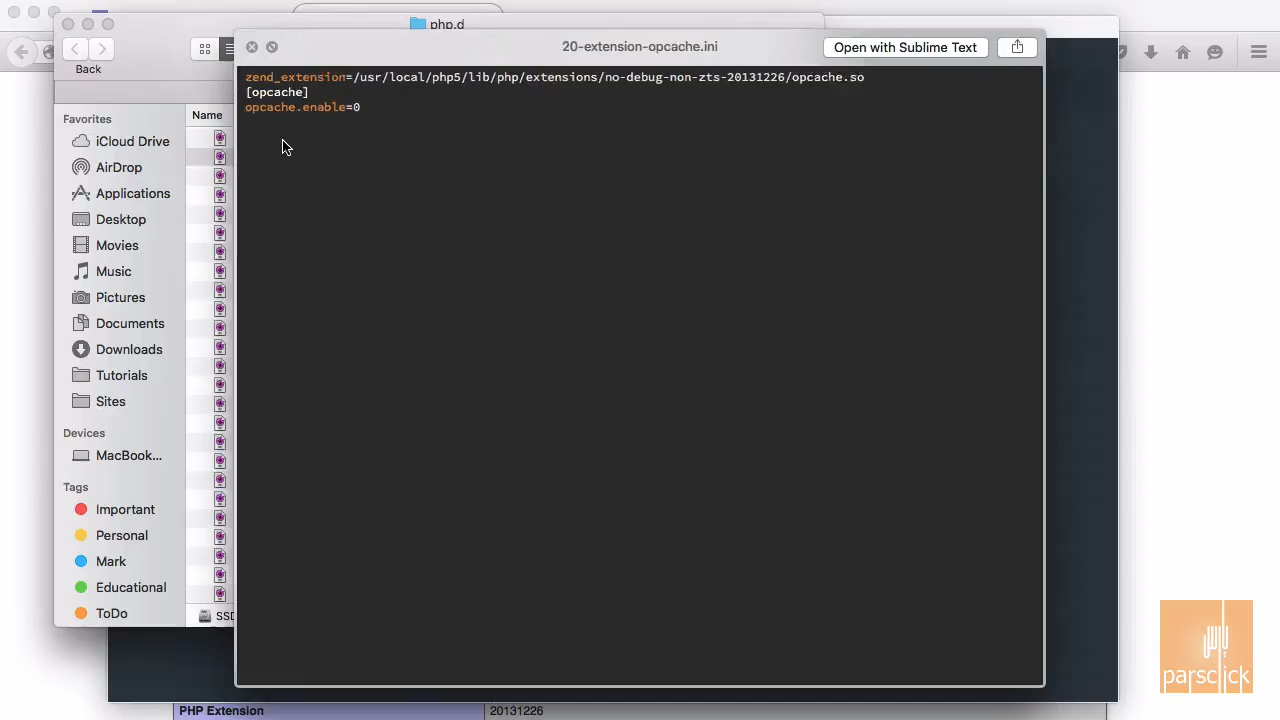 php.d
20-extension-opcache.ini
Open with Sublime Text
Back
zend_extension=/usr/local/php5/lib/php/extensions/no-debug-non-zts-20131226/opcache.so
[opcache]
opcache.enable=0
Name
Favorites
iCloud Drive
AirDrop
Applications
Desktop
Movies
Music
Pictures
Documents
Downloads
Tutorials
Sites
Devices
MacBook...
Tags
Important
Personal
Mark
Educational
ToDo
SSD
parsclick
PHP Extension
20131226